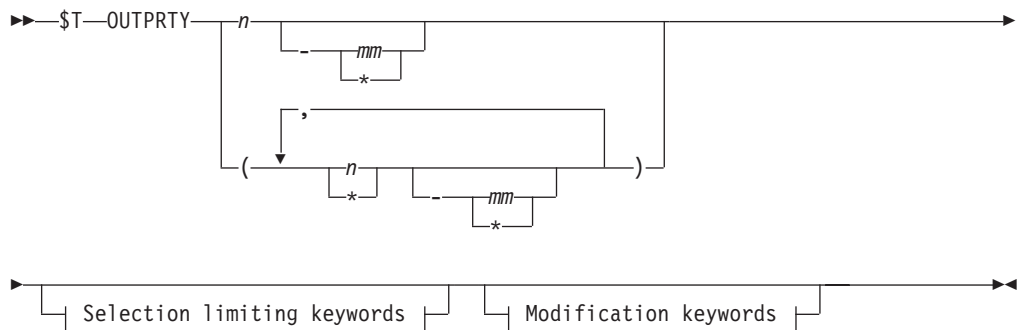 $T OUTPRTY n
- mm
*
,
( n - mm )
* *
Selection limiting keywords Modification keywords